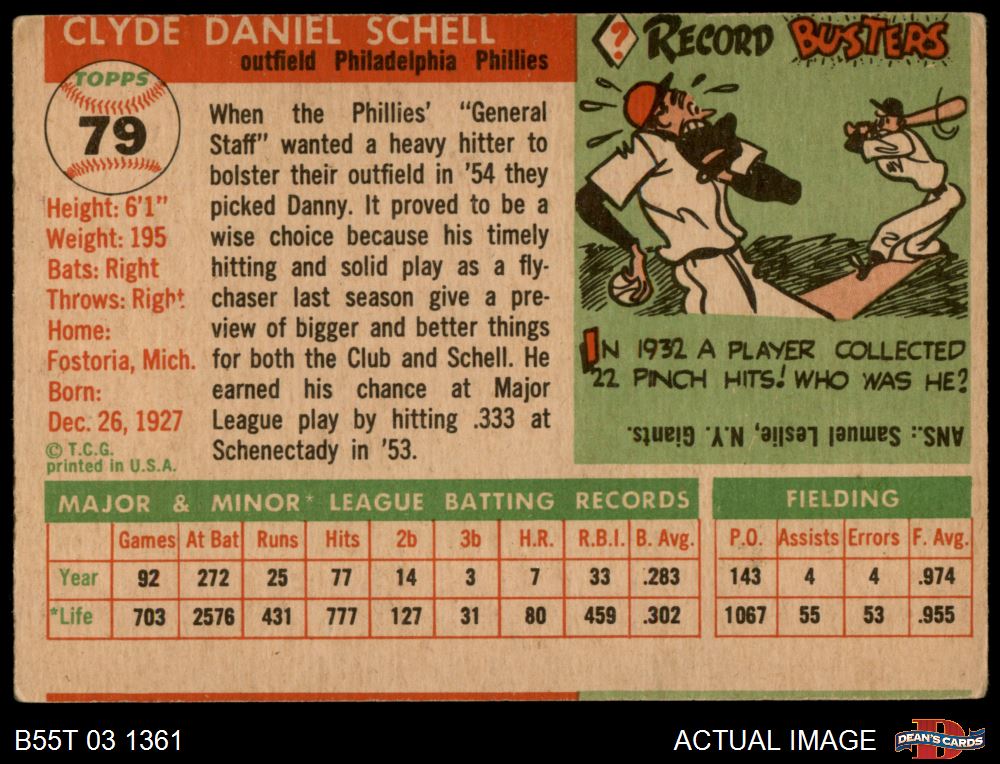 CLYDE DANIEL SCHELL
outfield Philadelphia Phillies
TOPPS
79
Height: 6'1"
Weight: 195
Bats: Right
Throws: Right
Home:
Fostoria, Mich.
Born:
Dec. 26, 1927
© T.C.G.
printed in U.S.A.
When the Phillies' "General
Staff" wanted a heavy hitter to
bolster their outfield in '54 they
picked Danny. It proved to be a
wise choice because his timely
hitting and solid play as a fly-
chaser last season give a pre-
view of bigger and better things
for both the Club and Schell. He
earned his chance at Major
League play by hitting .333 at
Schenectady in '53.
? RECORD BUSTERS
NY
IN 1932 A PLAYER COLLECTED
22 PINCH HITS! WHO WAS HE?
ANS.: Samuel Leslie, N.Y. Giants.
MAJOR & MINOR* LEAGUE BATTING RECORDS FIELDING
Games At Bat Runs Hits 2b 3b H.R. R.B.I. B. Avg. P.O. Assists Errors F. Avg.
Year 92 272 25 77 14 3 7 33 .283 143 4 4 .974
*Life 703 2576 431 777 127 31 80 459 .302 1067 55 53 .955
B55T 03 1361
ACTUAL IMAGE
D
DEAN'S CARDS